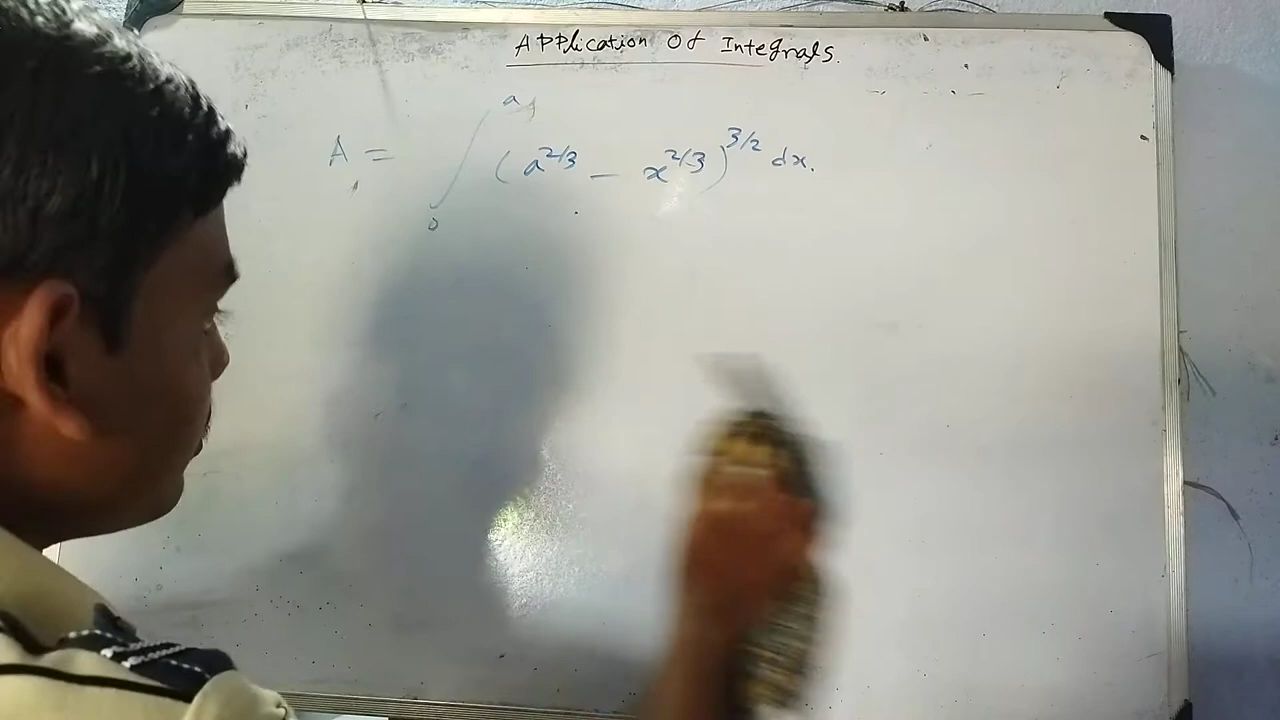 Application Of Integrals.
A = ∫₀ᵃ (a^2/3 – x^2/3)^3/2 dx.